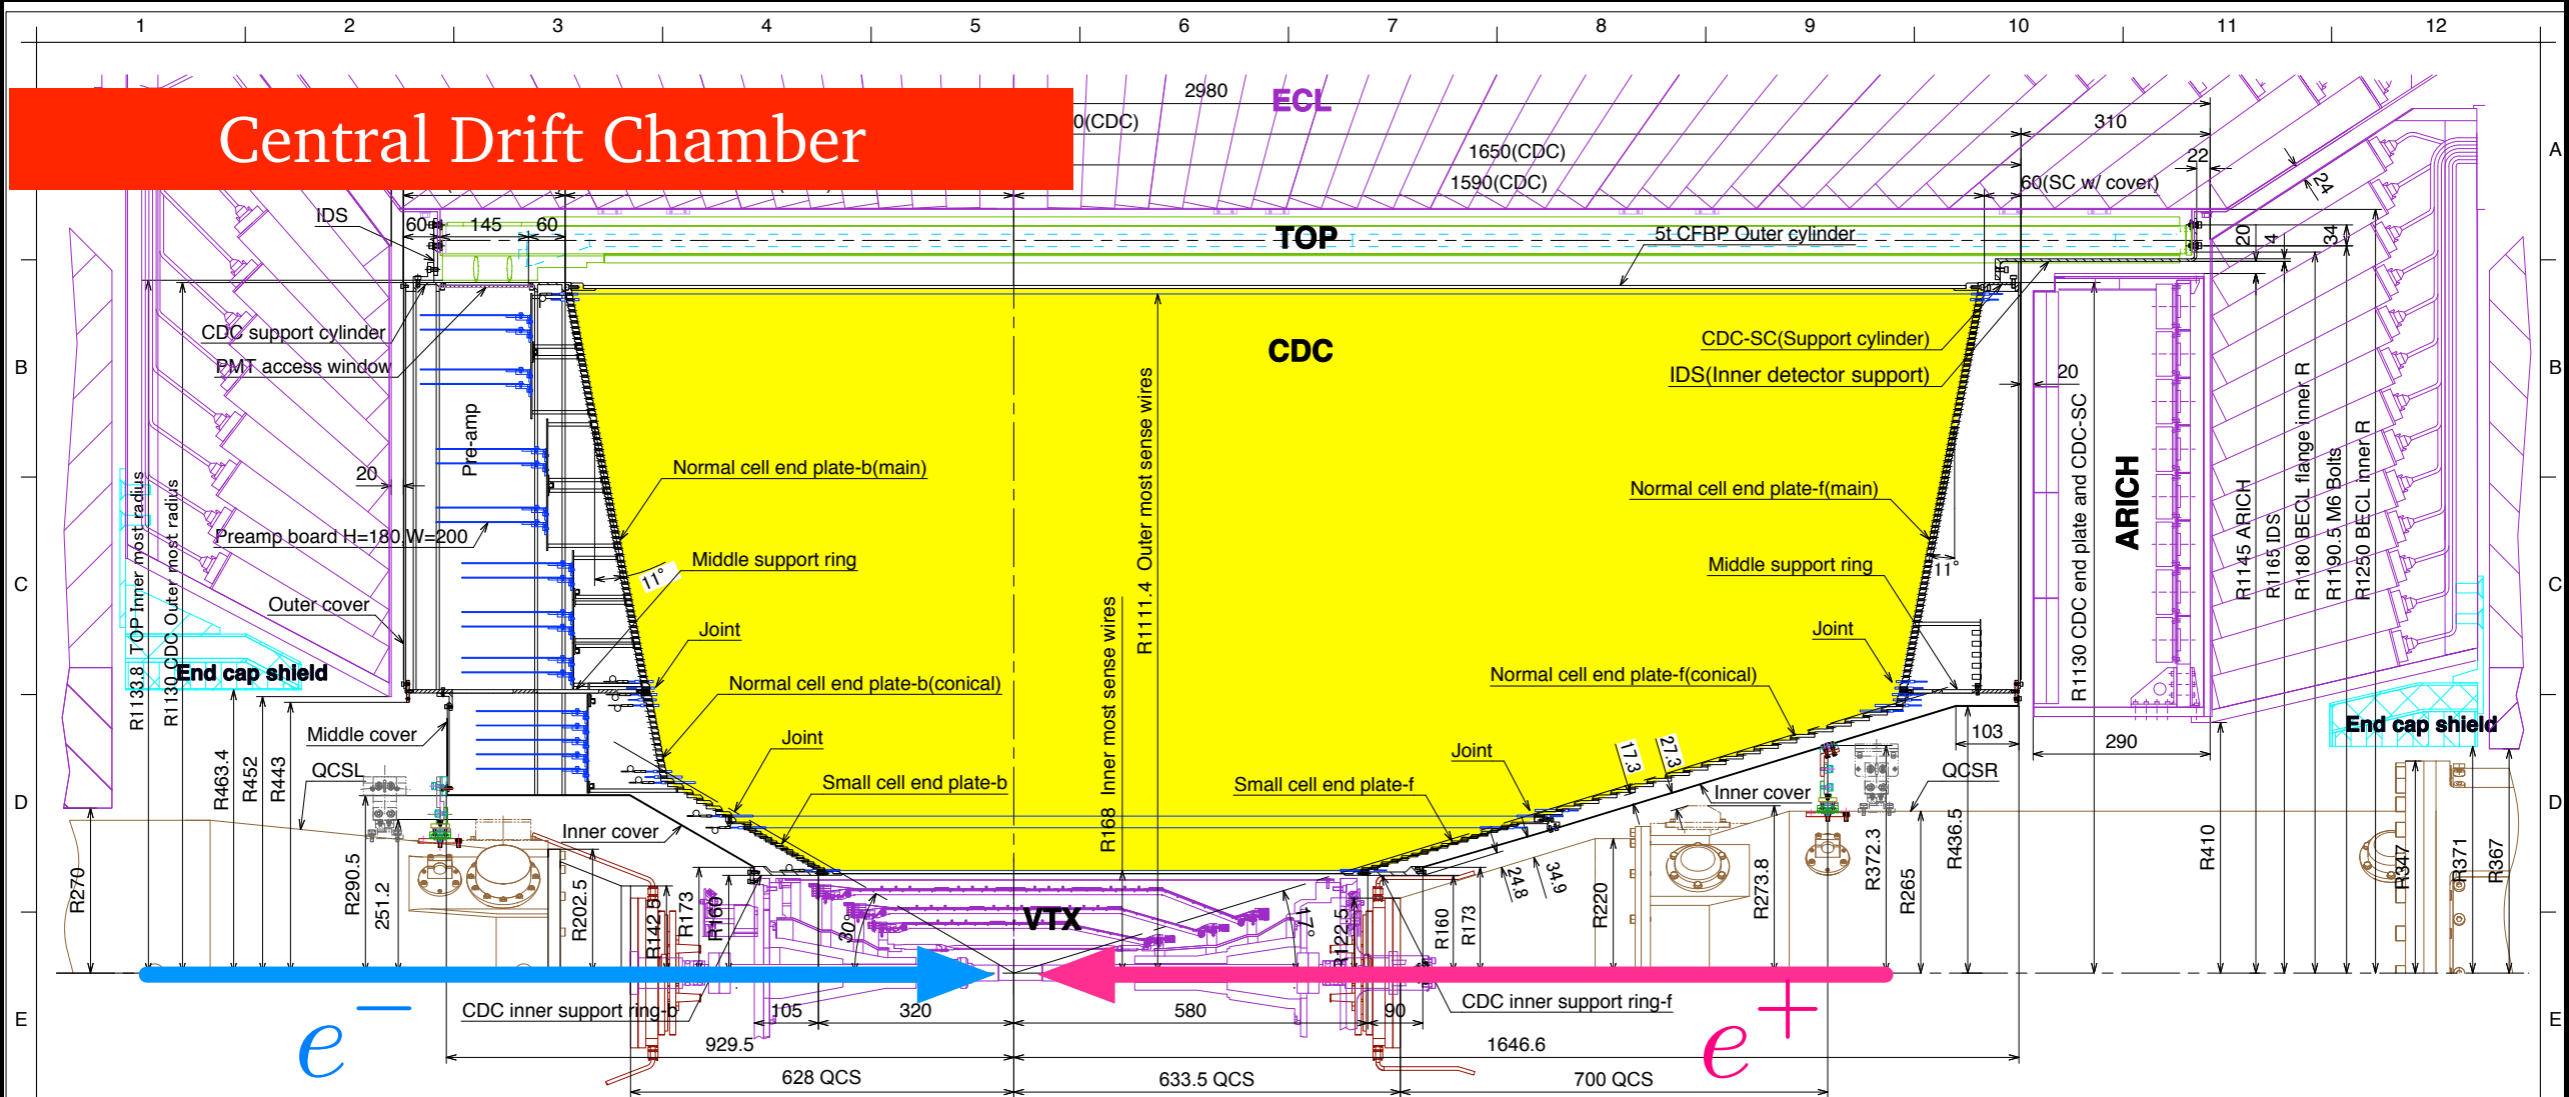 1 2 3 4 5 6 7 8 9 10 11 12
2980
ECL
Central Drift Chamber
0(CDC)
310
A
A
1650(CDC)
22
1590(CDC)
60(SC w/ cover)
24
IDS
60
145
60
TOP
5t CFRP Outer cylinder
20
4
34
CDC support cylinder
CDC
CDC-SC(Support cylinder)
B
PMT access window
IDS(Inner detector support)
20
B
Pre-amp
20
Normal cell end plate-b(main)
Normal cell end plate-f(main)
R1133.8 TOP Inner most radius
R1130 CDC Outer most radius
R1111.4 Outer most sense wires
R168 Inner most sense wires
R1130 CDC end plate and CDC-SC
ARICH
R1145 ARICH
R1165 IDS
R1180 BECL flange inner R
R1190.5 M6 Bolts
R1250 BECL inner R
Preamp board H=180,W=200
Middle support ring
11°
Middle support ring
11°
C
C
Outer cover
Joint
Joint
End cap shield
Normal cell end plate-b(conical)
Normal cell end plate-f(conical)
End cap shield
Middle cover
Joint
Joint
17.3
27.3
103
290
QCSL
Small cell end plate-b
Small cell end plate-f
QCSR
D
D
Inner cover
Inner cover
R270
R463.4
R452
R443
R290.5
251.2
R202.5
R142.5
R173
R160
30°
VTX
17°
R122.5
R160
R173
24.8
34.9
R220
R273.8
R372.3
R265
R436.5
R410
R347
R371
R367
e−
CDC inner support ring-b
105
320
580
90
CDC inner support ring-f
e+
E
E
929.5
1646.6
628 QCS
633.5 QCS
700 QCS